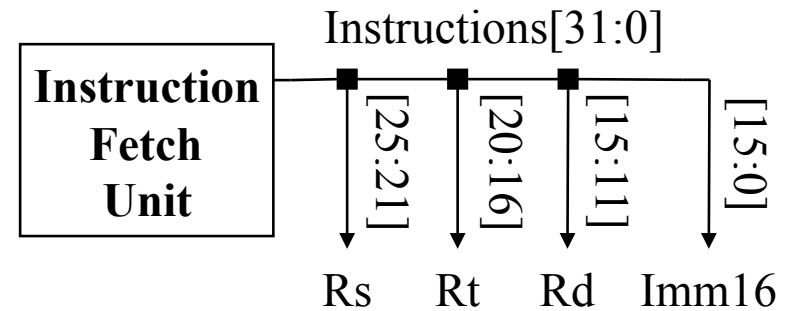 Instructions[31:0]
Instruction
Fetch
Unit
[25:21]
[20:16]
[15:11]
[15:0]
Rs
Rt
Rd
Imm16